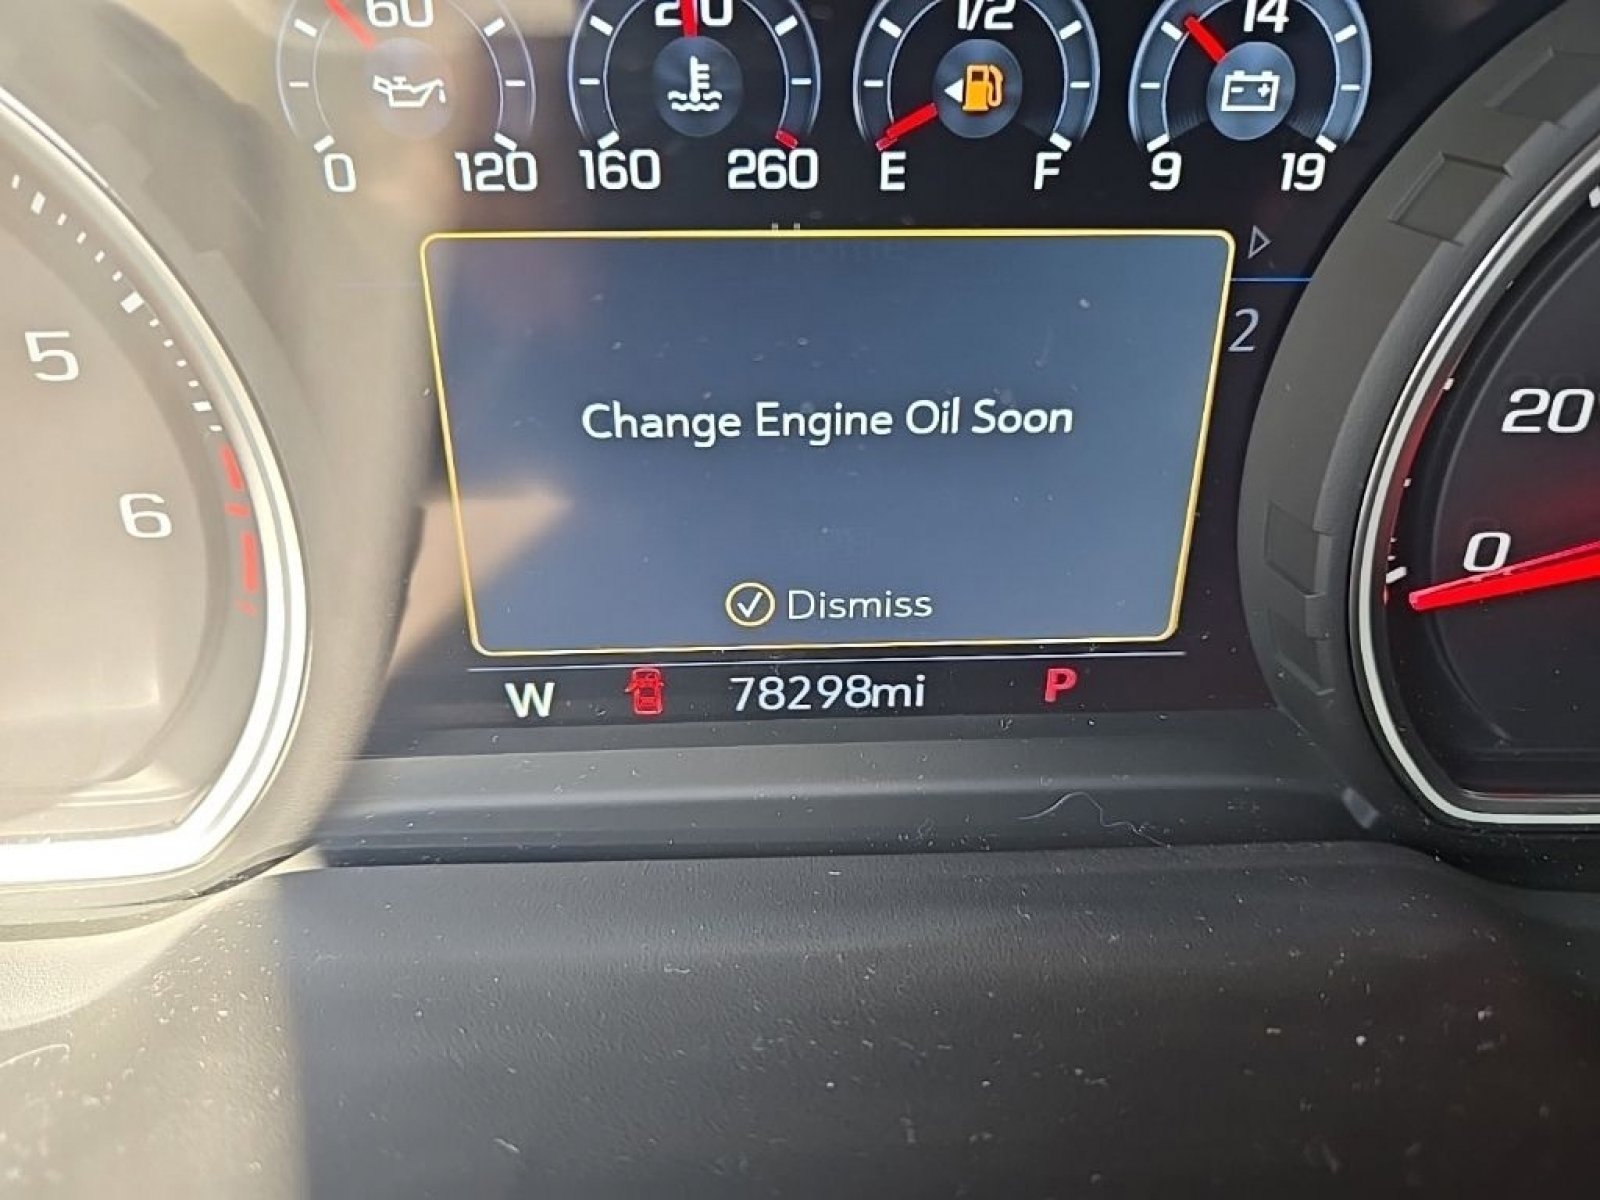 60 210 1/2 14
0 120 160 260 E F 9 19
2
5
Change Engine Oil Soon
20
6
0
Dismiss
W 78298mi P